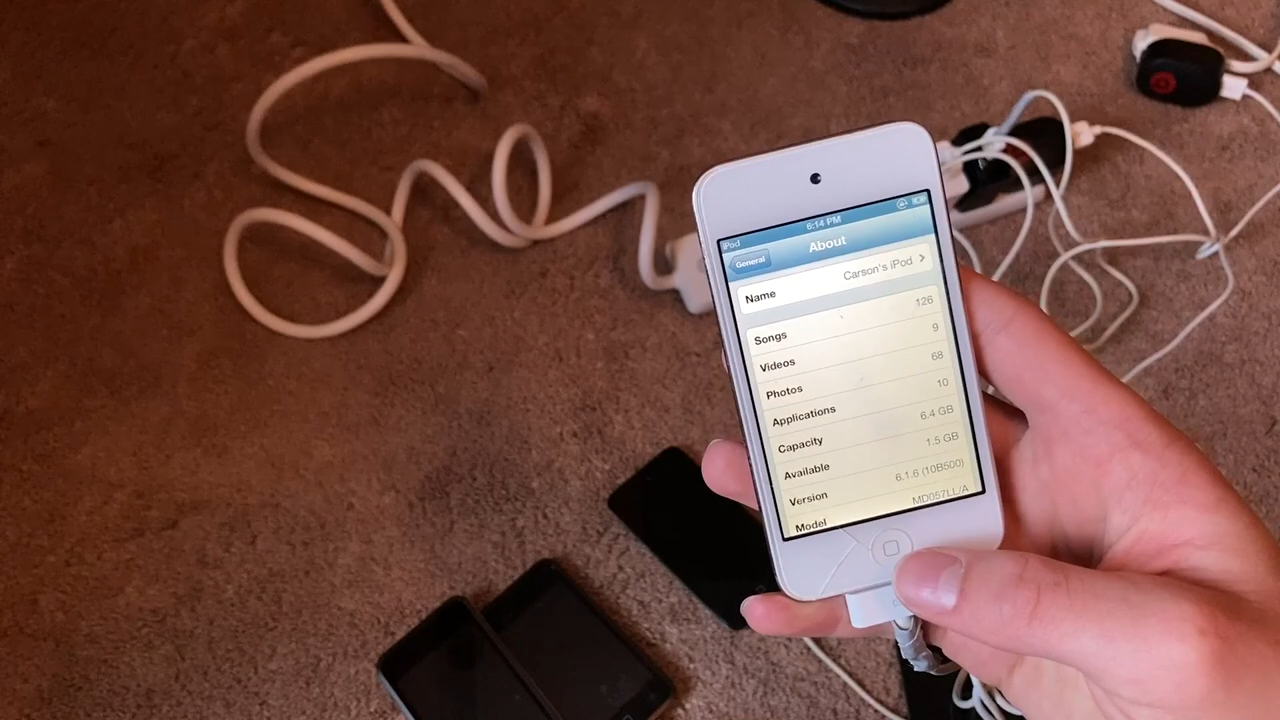 iPod 6:14 PM
General About
Name Carson's iPod
Songs 126
Videos 9
Photos 68
Applications 10
Capacity 6.4 GB
Available 1.5 GB
Version 6.1.6 (10B500)
Model MD057LL/A